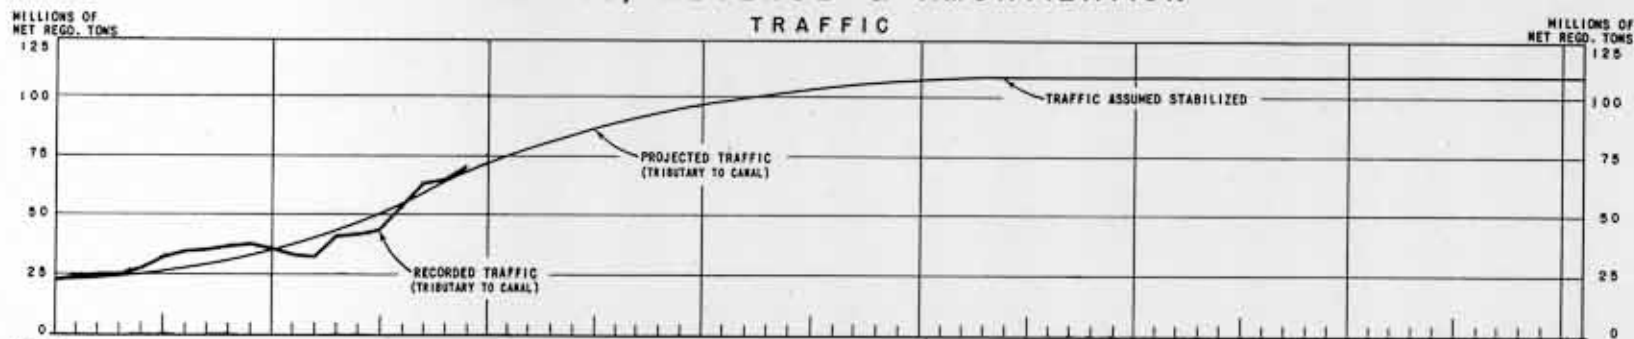 TRAFFIC
MILLIONS OF
NET REGD. TONS
MILLIONS OF
NET REGD. TONS
125
125
100
TRAFFIC ASSUMED STABILIZED
100
75
PROJECTED TRAFFIC
(TRIBUTARY TO CANAL)
75
50
50
25
RECORDED TRAFFIC
(TRIBUTARY TO CANAL)
25
0
0